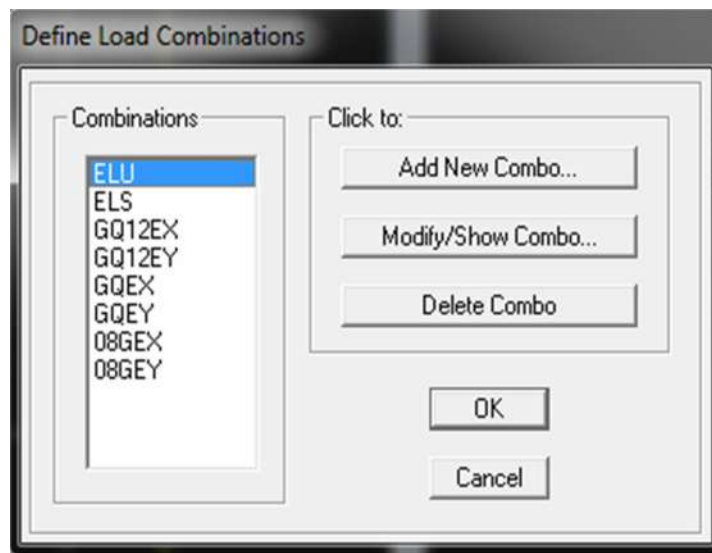 Define Load Combinations
Combinations
ELU
ELS
GQ12EX
GQ12EY
GQEX
GQEY
08GEX
08GEY
Click to:
Add New Combo...
Modify/Show Combo...
Delete Combo
OK
Cancel